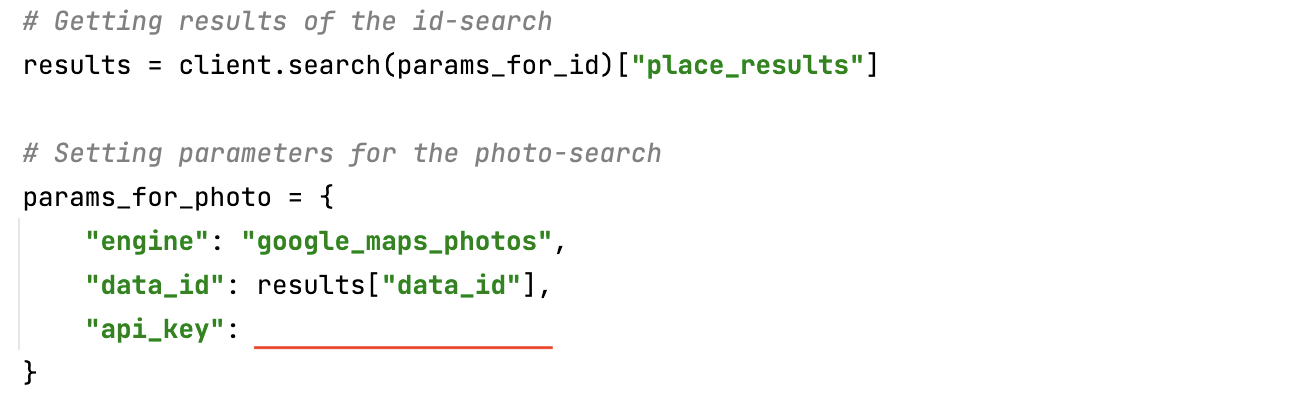 # Getting results of the id-search
results = client.search(params_for_id)["place_results"]
# Setting parameters for the photo-search
params_for_photo = {
    "engine": "google_maps_photos",
    "data_id": results["data_id"],
    "api_key":
}